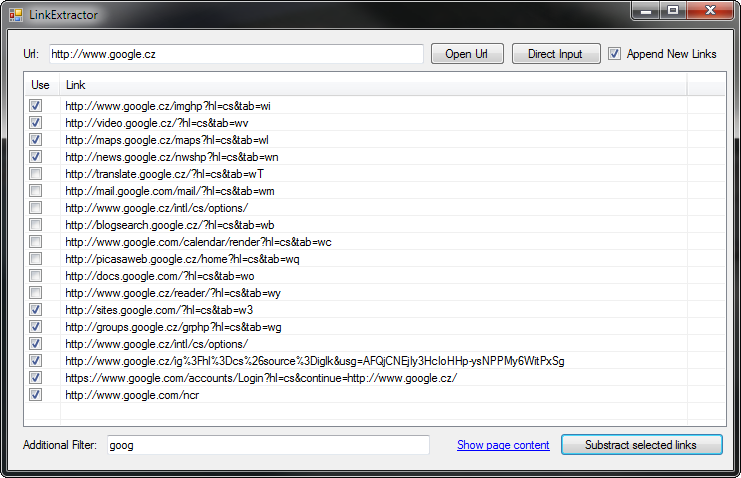 LinkExtractor
Url: http://www.google.cz Open Url Direct Input Append New Links
Use Link
http://www.google.cz/imghp?hl=cs&tab=wi
http://video.google.cz/?hl=cs&tab=wv
http://maps.google.cz/maps?hl=cs&tab=wl
http://news.google.cz/nwshp?hl=cs&tab=wn
http://translate.google.cz/?hl=cs&tab=wT
http://mail.google.com/mail/?hl=cs&tab=wm
http://www.google.cz/intl/cs/options/
http://blogsearch.google.cz/?hl=cs&tab=wb
http://www.google.com/calendar/render?hl=cs&tab=wc
http://picasaweb.google.cz/home?hl=cs&tab=wq
http://docs.google.com/?hl=cs&tab=wo
http://www.google.cz/reader/?hl=cs&tab=wy
http://sites.google.com/?hl=cs&tab=w3
http://groups.google.cz/grphp?hl=cs&tab=wg
http://www.google.cz/intl/cs/options/
http://www.google.cz/ig%3Fhl%3Dcs%26source%3Diglk&usg=AFQjCNEjIy3HcloHHp-ysNPPMy6WitPxSg
https://www.google.com/accounts/Login?hl=cs&continue=http://www.google.cz/
http://www.google.com/ncr
Additional Filter: goog Show page content Substract selected links